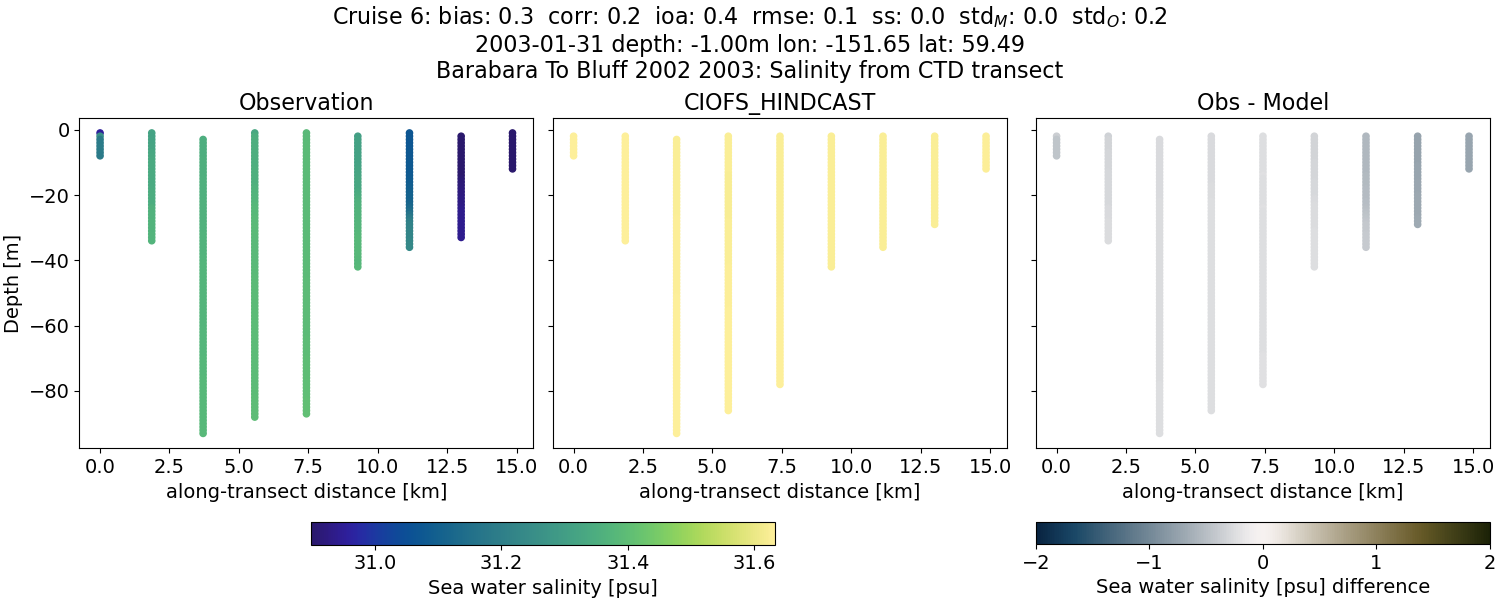 Cruise 6: bias: 0.3 corr: 0.2 ioa: 0.4 rmse: 0.1 ss: 0.0 std_M: 0.0 std_O: 0.2
2003-01-31 depth: -1.00m lon: -151.65 lat: 59.49
Barabara To Bluff 2002 2003: Salinity from CTD transect
Observation
CIOFS_HINDCAST
Obs - Model
Depth [m]
0
−20
−40
−60
−80
0.0 2.5 5.0 7.5 10.0 12.5 15.0
0.0 2.5 5.0 7.5 10.0 12.5 15.0
0.0 2.5 5.0 7.5 10.0 12.5 15.0
along-transect distance [km]
along-transect distance [km]
along-transect distance [km]
31.0 31.2 31.4 31.6
Sea water salinity [psu]
−2 −1 0 1 2
Sea water salinity [psu] difference